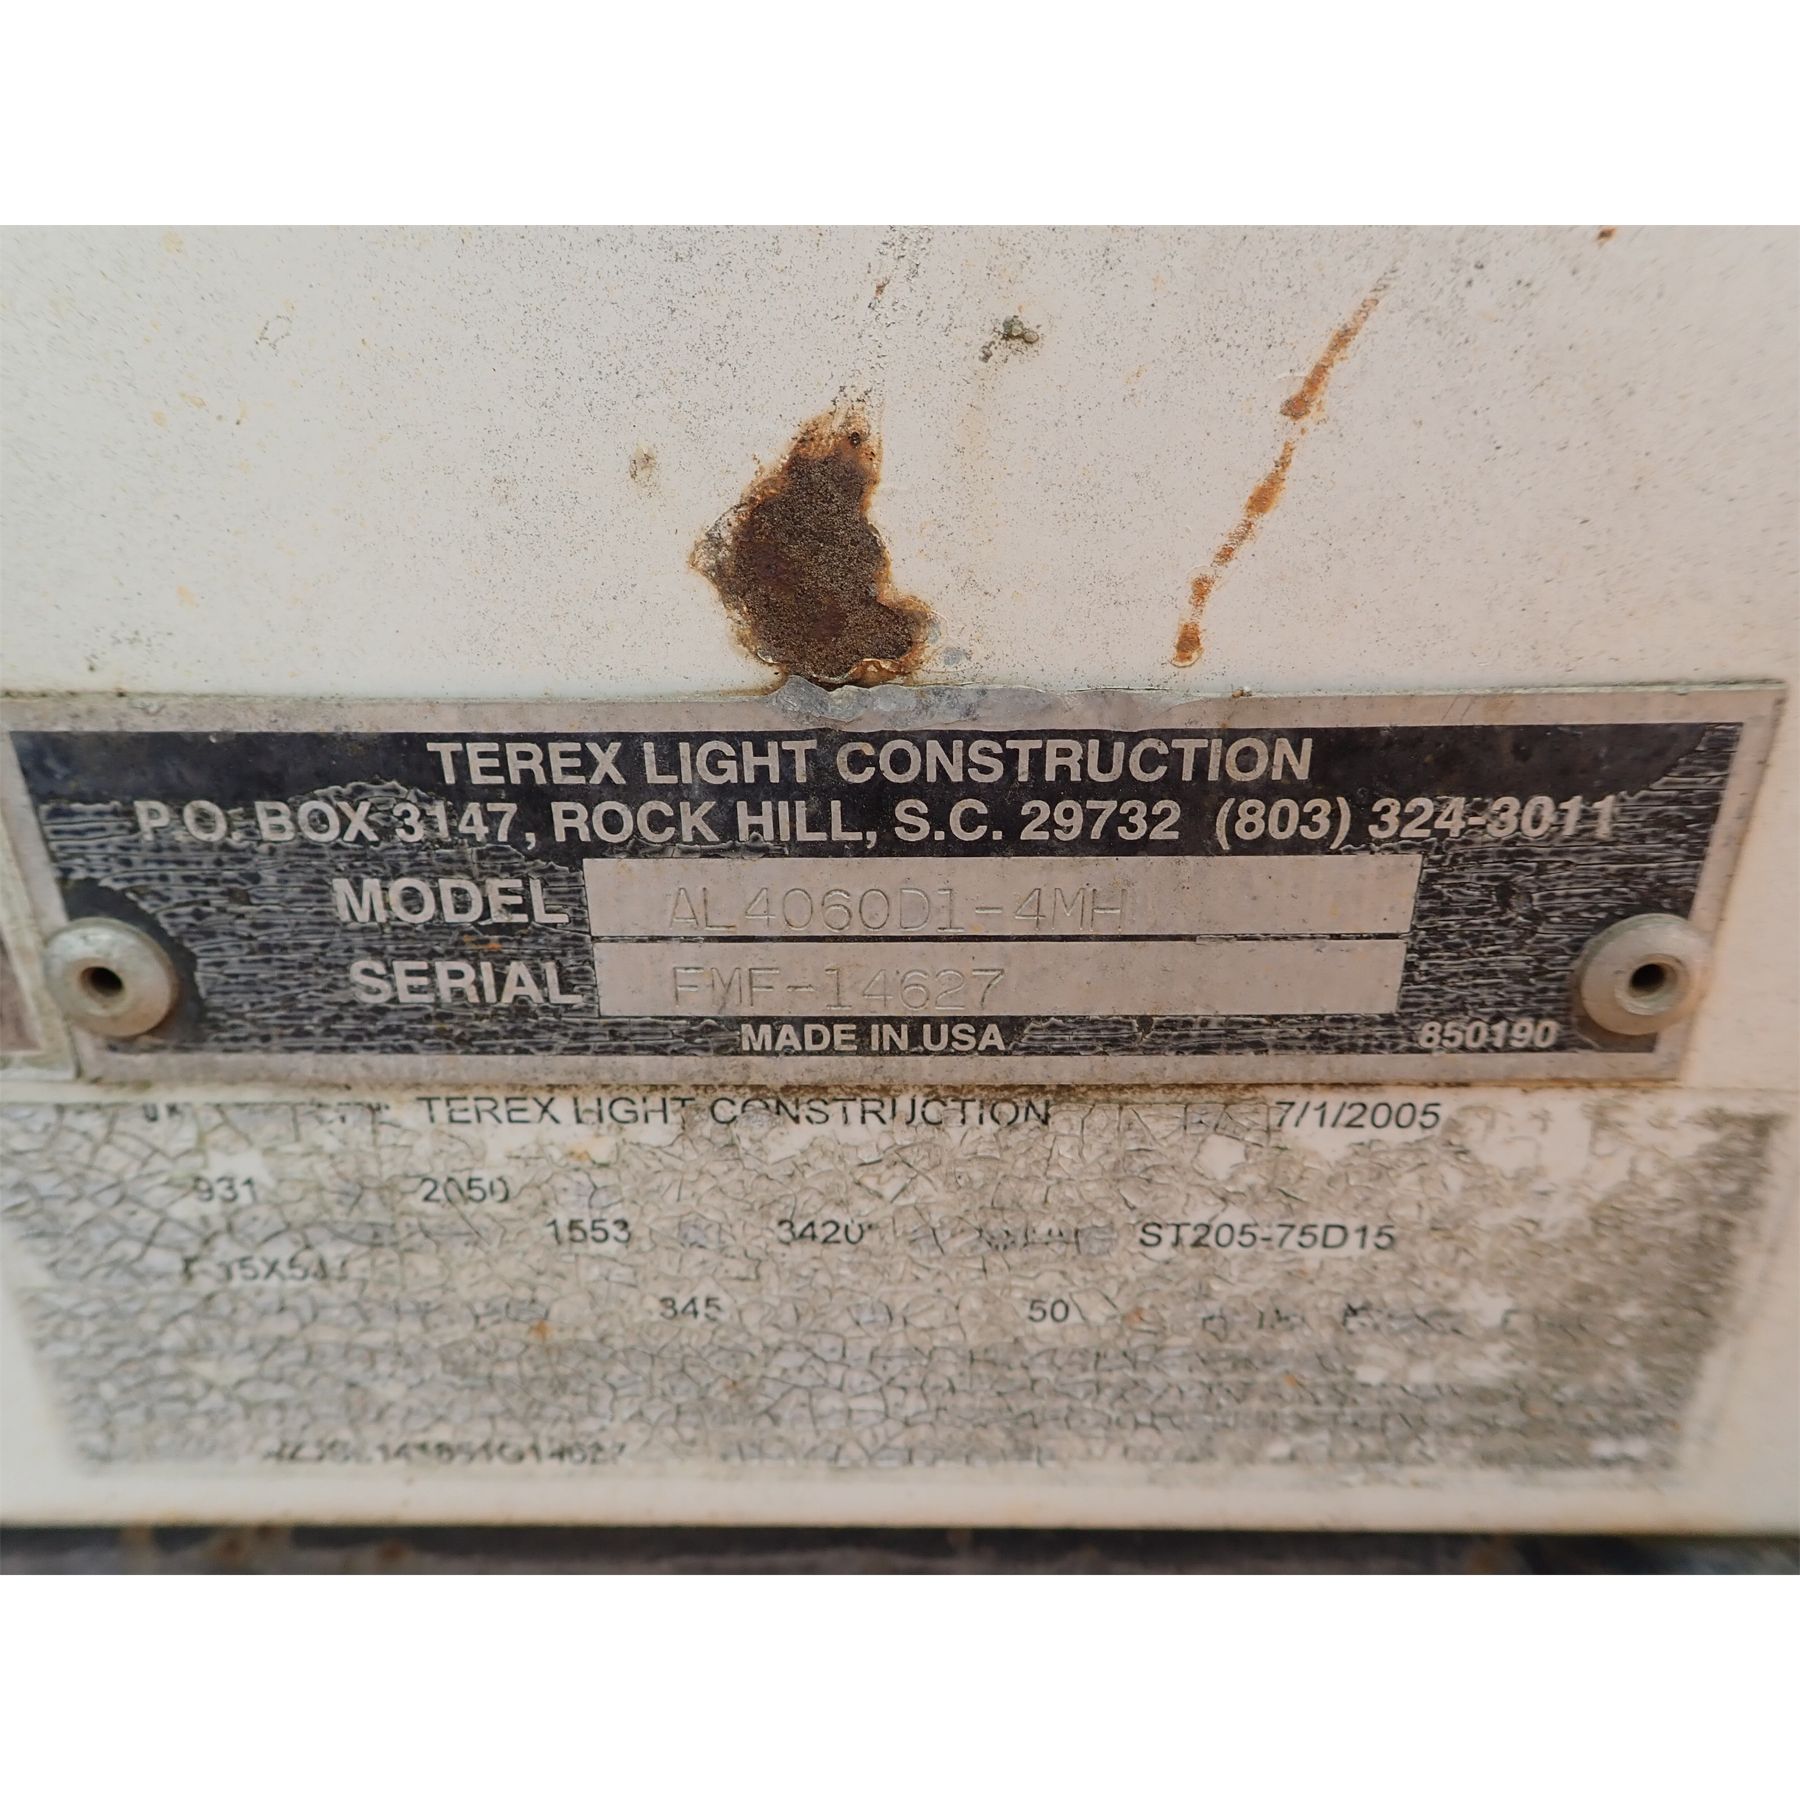 TEREX LIGHT CONSTRUCTION
P.O. BOX 3147, ROCK HILL, S.C. 29732 (803) 324-3011
MODEL AL4060D1-4MH
SERIAL FMF-14627
MADE IN USA 850190
TEREX LIGHT CONSTRUCTION 7/1/2005
931 2050
1553 3420 ST205-75D15
345 50